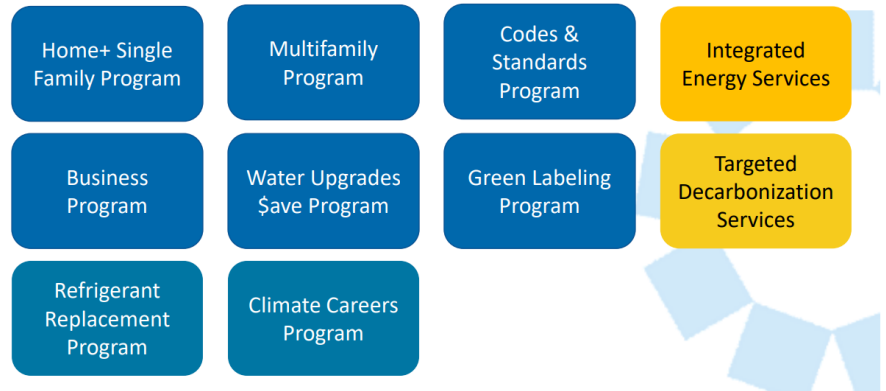 Home+ Single
Family Program
Multifamily
Program
Codes &
Standards
Program
Integrated
Energy Services
Business
Program
Water Upgrades
$ave Program
Green Labeling
Program
Targeted
Decarbonization
Services
Refrigerant
Replacement
Program
Climate Careers
Program